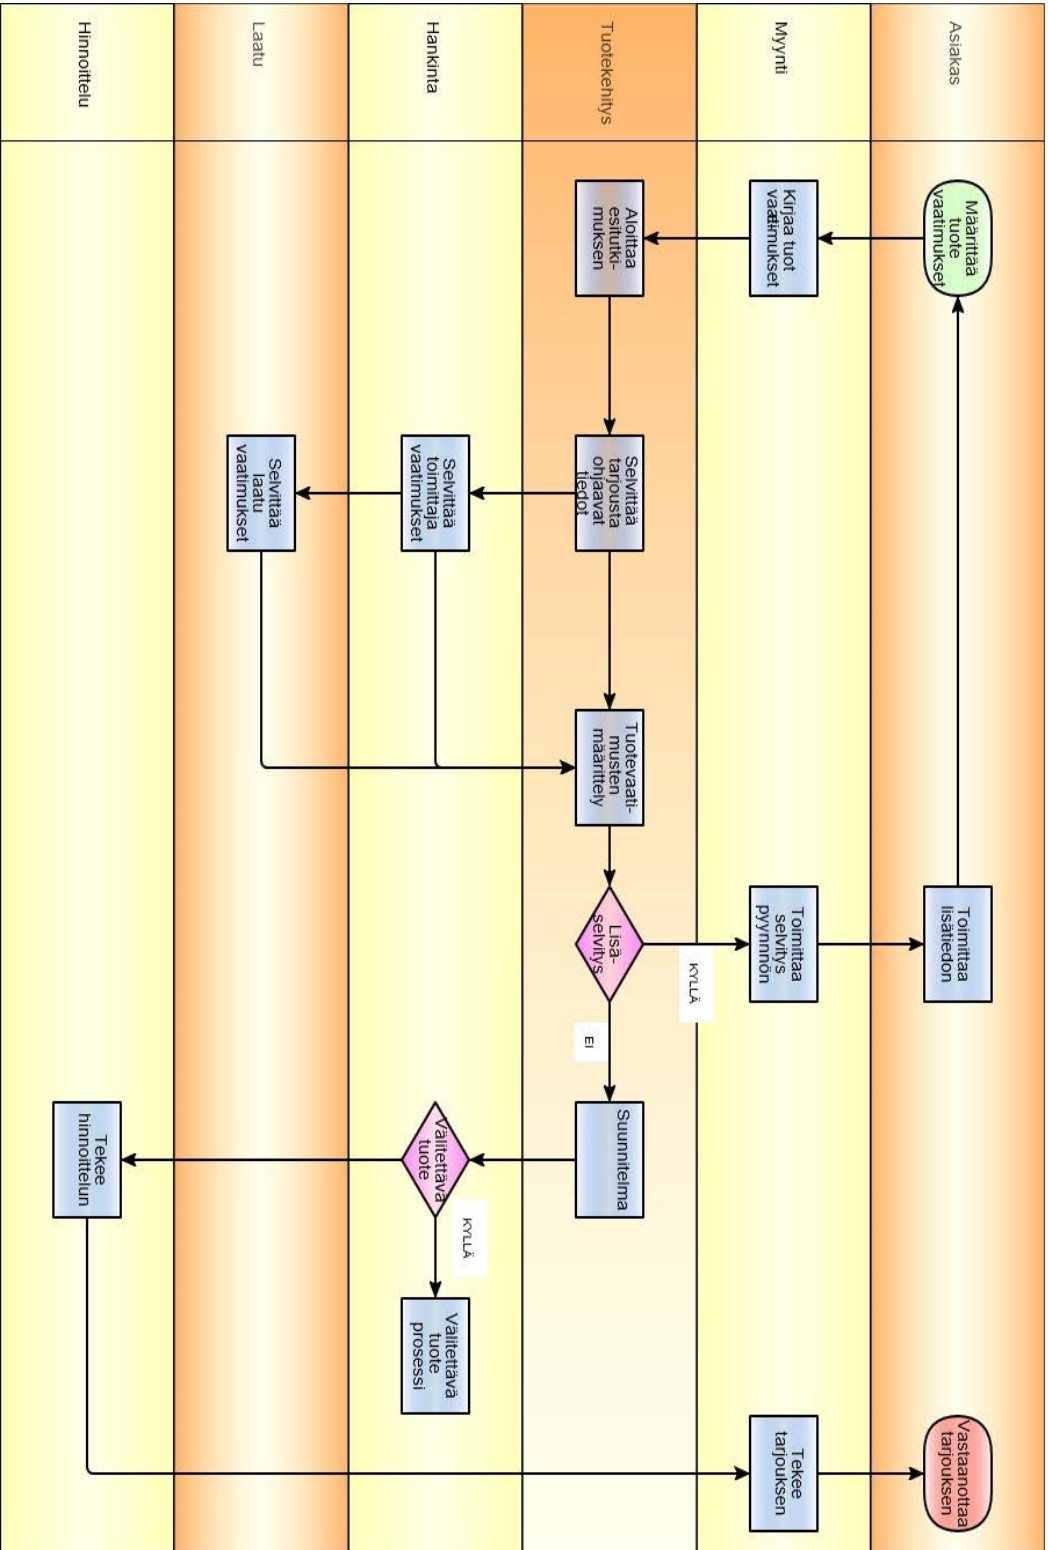 Asiakas
Määrittää
tuote
vaatimukset
Toimittaa
lisätiedon
Vastaanottaa
tarjouksen
Myynti
Kirjaa tuot
vaatimukset
Toimittaa
selvitys
pyynnnön
Tekee
tarjouksen
KYLLÄ
Tuotekehitys
Aloittaa
esitutki-
muksen
Selvittää
tarjousta
ohjaavat
tiedot
Tuotevaati-
musten
määrittely
Lisä-
selvitys
EI
Suunnitelma
Hankinta
Selvittää
toimittaja
vaatimukset
Välitettävä
tuote
KYLLÄ
Välitettävä
tuote
prosessi
Laatu
Selvittää
laatu
vaatimukset
Hinnoittelu
Tekee
hinnoittelun